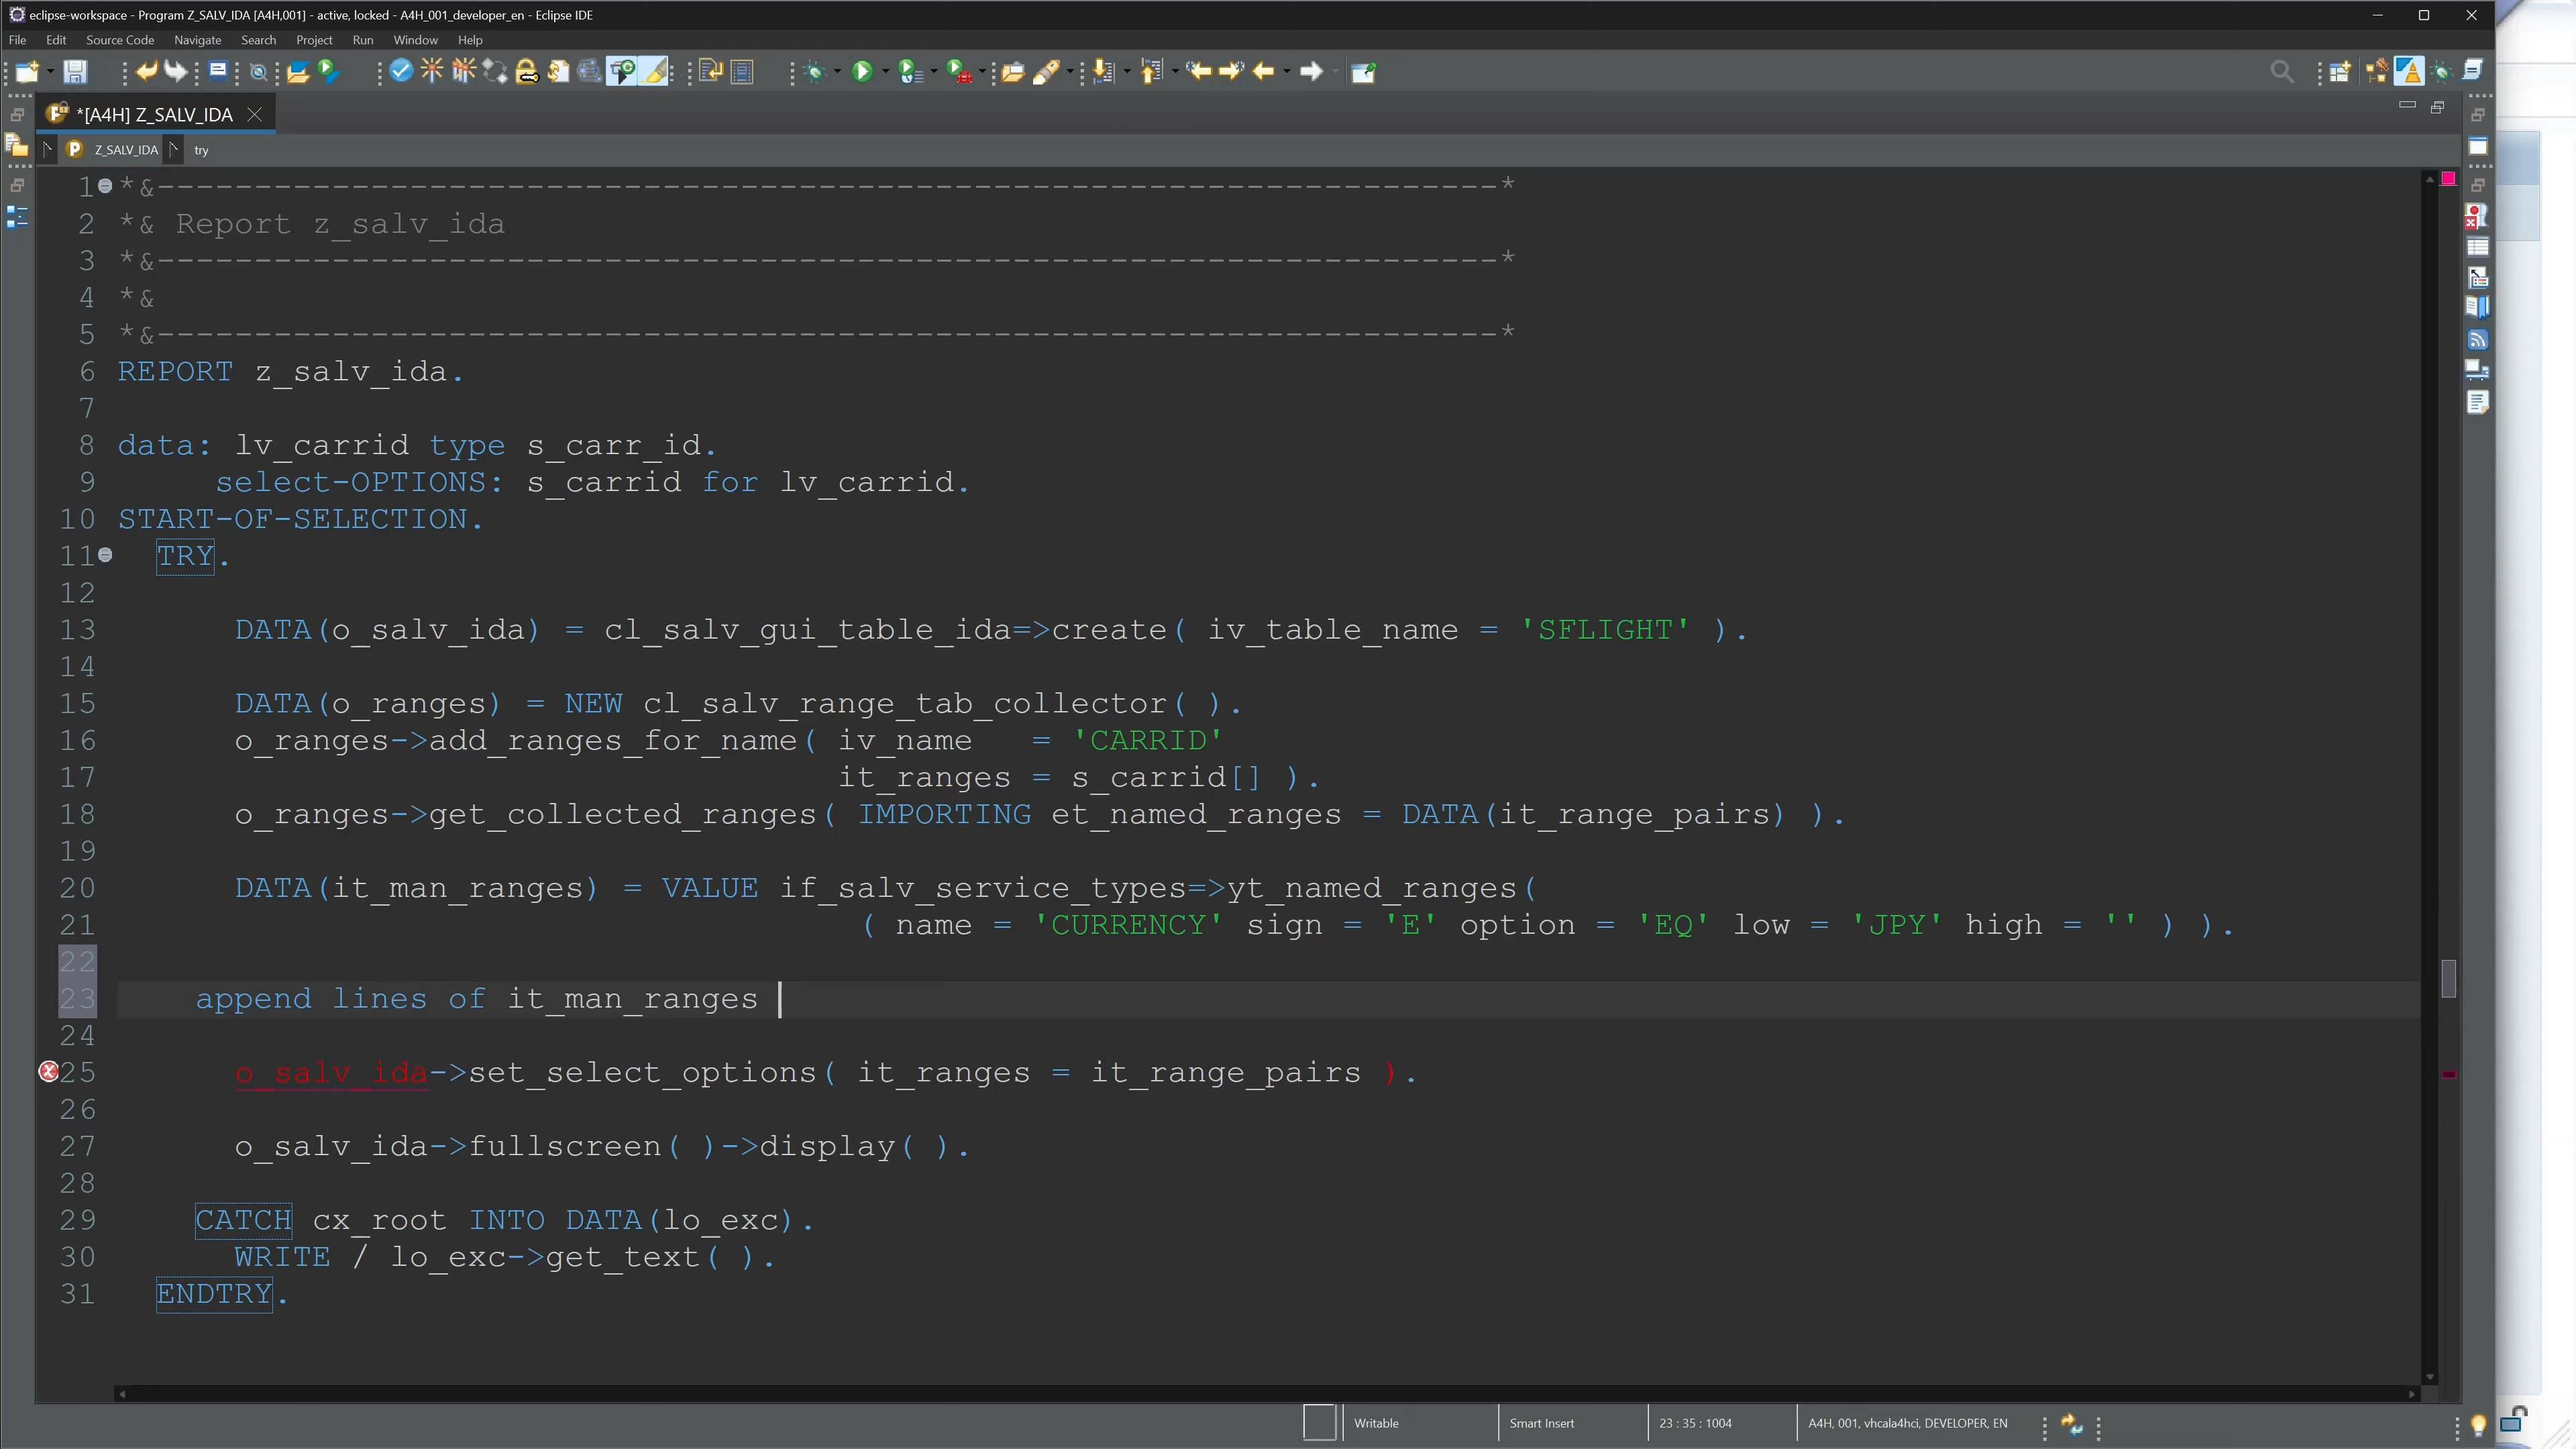 eclipse-workspace - Program Z_SALV_IDA [A4H,001] - active, locked - A4H_001_developer_en - Eclipse IDE
File Edit Source Code Navigate Search Project Run Window Help
*[A4H] Z_SALV_IDA
Z_SALV_IDA try
1 *&---------------------------------------------------------------------*
2 *& Report z_salv_ida
3 *&---------------------------------------------------------------------*
4 *&
5 *&---------------------------------------------------------------------*
6 REPORT z_salv_ida.
7
8 data: lv_carrid type s_carr_id.
9 select-OPTIONS: s_carrid for lv_carrid.
10 START-OF-SELECTION.
11 TRY.
12
13 DATA(o_salv_ida) = cl_salv_gui_table_ida=>create( iv_table_name = 'SFLIGHT' ).
14
15 DATA(o_ranges) = NEW cl_salv_range_tab_collector( ).
16 o_ranges->add_ranges_for_name( iv_name = 'CARRID'
17 it_ranges = s_carrid[] ).
18 o_ranges->get_collected_ranges( IMPORTING et_named_ranges = DATA(it_range_pairs) ).
19
20 DATA(it_man_ranges) = VALUE if_salv_service_types=>yt_named_ranges(
21 ( name = 'CURRENCY' sign = 'E' option = 'EQ' low = 'JPY' high = '' ) ).
22
23 append lines of it_man_ranges
24
25 o_salv_ida->set_select_options( it_ranges = it_range_pairs ).
26
27 o_salv_ida->fullscreen( )->display( ).
28
29 CATCH cx_root INTO DATA(lo_exc).
30 WRITE / lo_exc->get_text( ).
31 ENDTRY.
Writable Smart Insert 23 : 35 : 1004 A4H, 001, vhcala4hci, DEVELOPER, EN